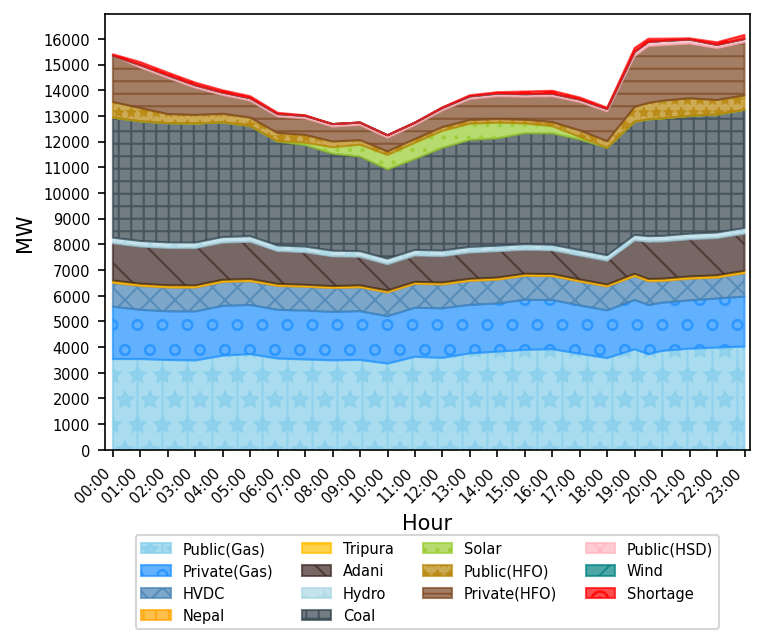 MW
16000
15000
14000
13000
12000
11000
10000
9000
8000
7000
6000
5000
4000
3000
2000
1000
0
00:00 01:00 02:00 03:00 04:00 05:00 06:00 07:00 08:00 09:00 10:00 11:00 12:00 13:00 14:00 15:00 16:00 17:00 18:00 19:00 20:00 21:00 22:00 23:00
Hour
Public(Gas) Tripura Solar Public(HSD)
Private(Gas) Adani Public(HFO) Wind
HVDC Hydro Private(HFO) Shortage
Nepal Coal